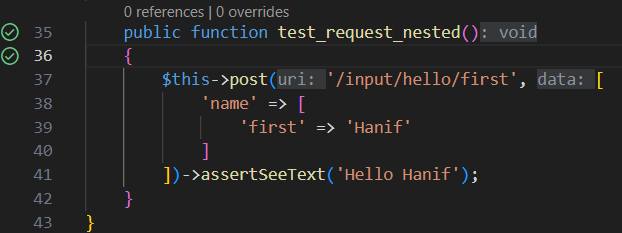 0 references | 0 overrides
35 public function test_request_nested(): void
36 {
37 $this->post(uri: '/input/hello/first', data: [
38 'name' => [
39 'first' => 'Hanif'
40 ]
41 ])->assertSeeText('Hello Hanif');
42 }
43 }